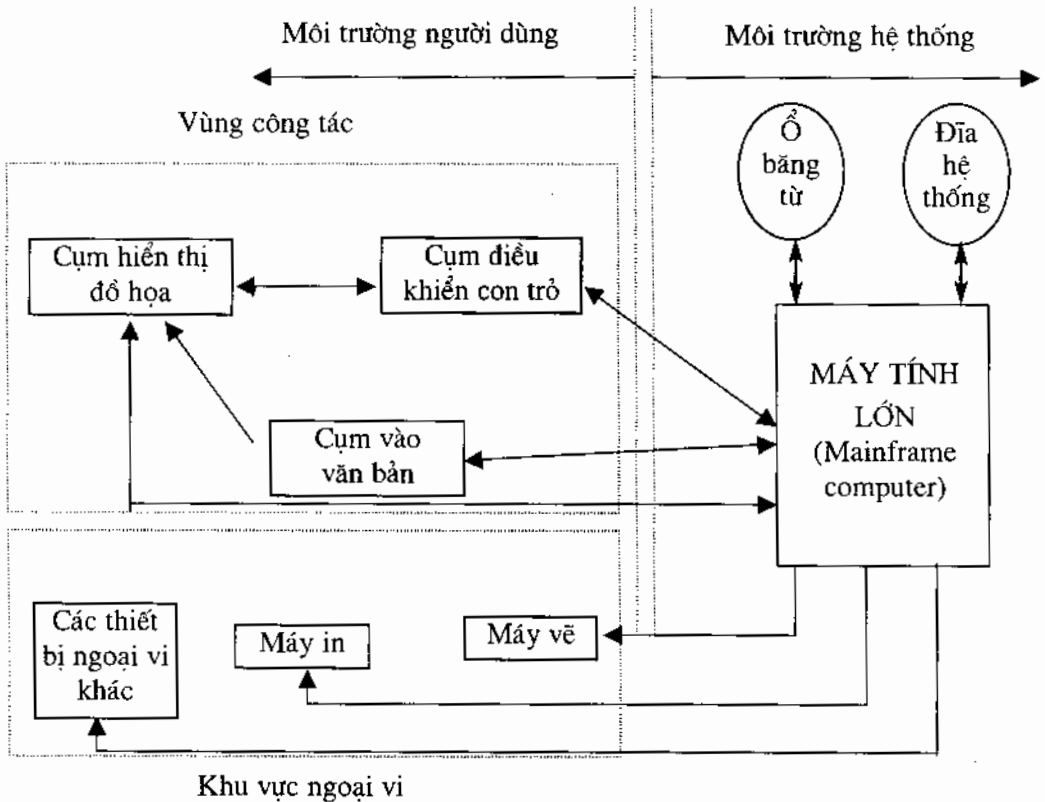 Môi trường người dùng
Môi trường hệ thống
Vùng công tác
Ổ
băng
từ
Đĩa
hệ
thống
Cụm hiển thị
đồ họa
Cụm điều
khiển con trỏ
MÁY TÍNH
LỚN
(Mainframe
computer)
Cụm vào
văn bản
Các thiết
bị ngoại vi
khác
Máy in
Máy vẽ
Khu vực ngoại vi